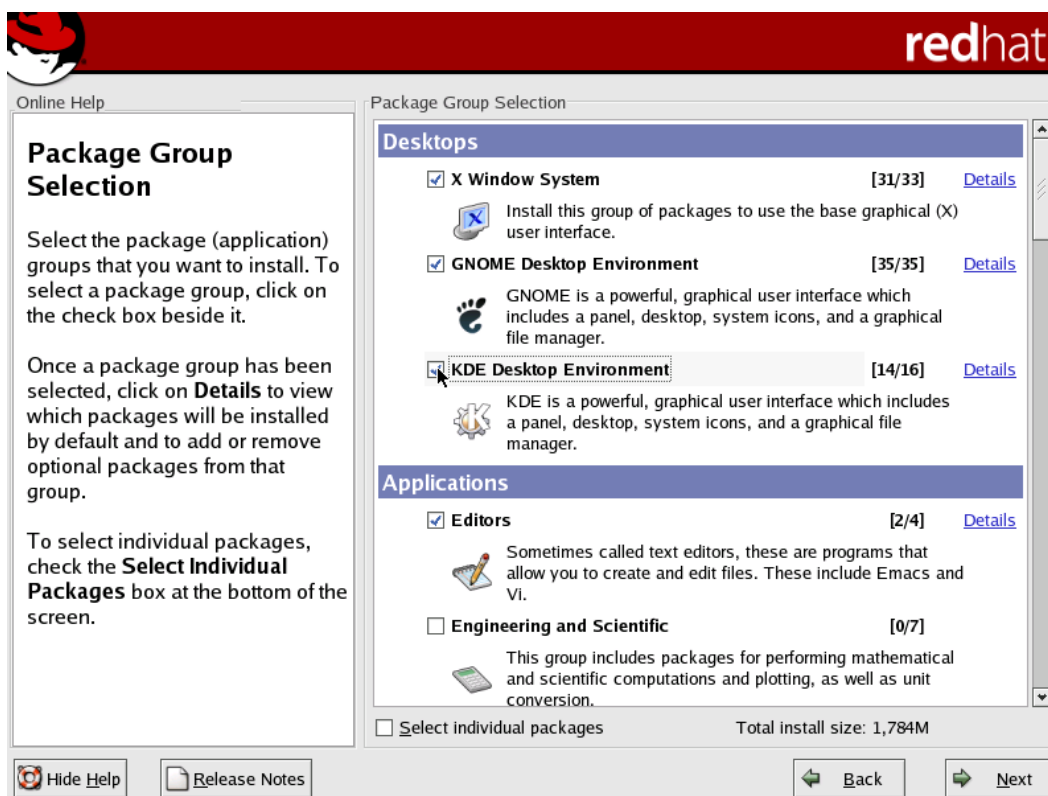 redhat
Online Help
Package Group
Selection
Select the package (application)
groups that you want to install. To
select a package group, click on
the check box beside it.
Once a package group has been
selected, click on Details to view
which packages will be installed
by default and to add or remove
optional packages from that
group.
To select individual packages,
check the Select Individual
Packages box at the bottom of the
screen.
Package Group Selection
Desktops
X Window System [31/33] Details
Install this group of packages to use the base graphical (X)
user interface.
GNOME Desktop Environment [35/35] Details
GNOME is a powerful, graphical user interface which
includes a panel, desktop, system icons, and a graphical
file manager.
KDE Desktop Environment [14/16] Details
KDE is a powerful, graphical user interface which includes
a panel, desktop, system icons, and a graphical file
manager.
Applications
Editors [2/4] Details
Sometimes called text editors, these are programs that
allow you to create and edit files. These include Emacs and
Vi.
Engineering and Scientific [0/7]
This group includes packages for performing mathematical
and scientific computations and plotting, as well as unit
conversion.
Select individual packages Total install size: 1,784M
Hide Help Release Notes Back Next